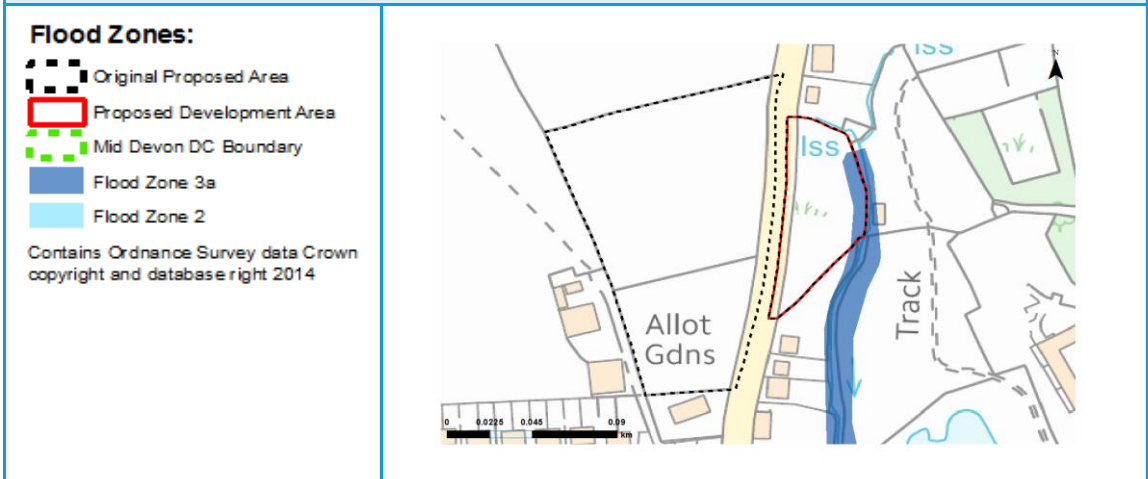 Flood Zones:
Original Proposed Area
Proposed Development Area
Mid Devon DC Boundary
Flood Zone 3a
Flood Zone 2
Contains Ordnance Survey data Crown
copyright and database right 2014
Iss
N
Iss
Allot
Gdns
Track
0 0.0225 0.045 0.09
km